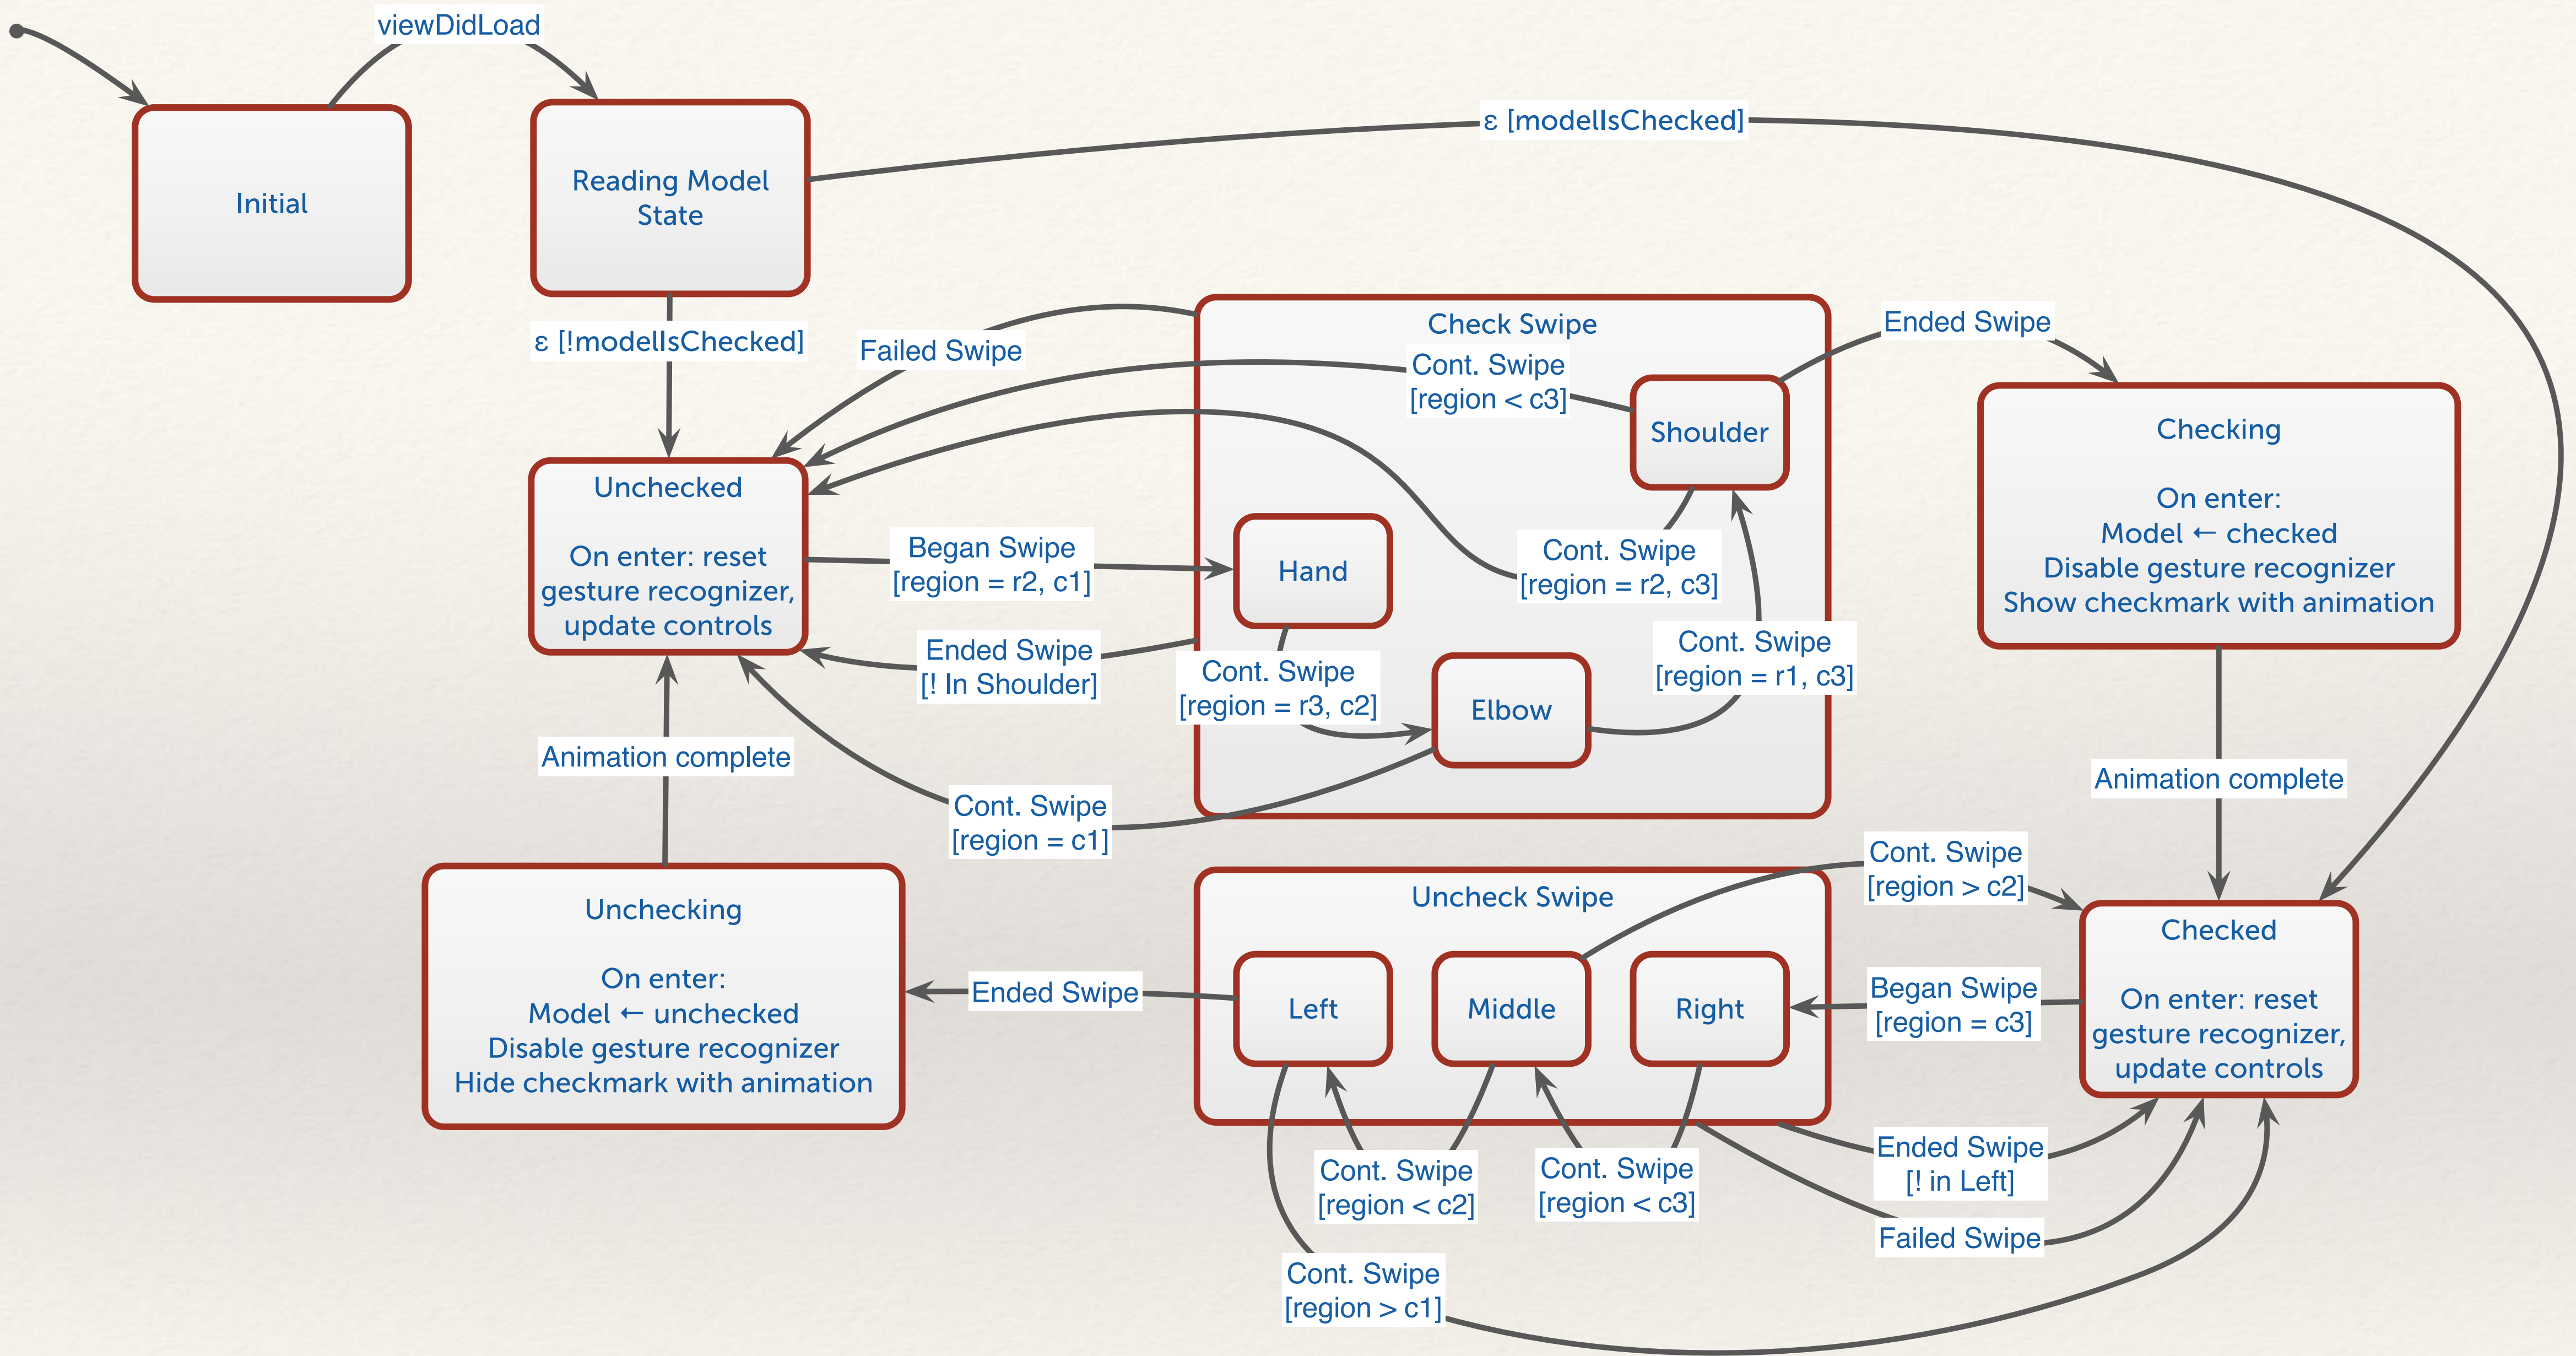 viewDidLoad
ε [modelIsChecked]
Initial
Reading Model
State
ε [!modelIsChecked]
Failed Swipe
Check Swipe
Cont. Swipe
[region < c3]
Shoulder
Ended Swipe
Checking
On enter:
Model ← checked
Disable gesture recognizer
Show checkmark with animation
Unchecked
On enter: reset
gesture recognizer,
update controls
Began Swipe
[region = r2, c1]
Hand
Cont. Swipe
[region = r2, c3]
Ended Swipe
[! In Shoulder]
Cont. Swipe
[region = r3, c2]
Elbow
Cont. Swipe
[region = r1, c3]
Animation complete
Cont. Swipe
[region = c1]
Animation complete
Unchecking
On enter:
Model ← unchecked
Disable gesture recognizer
Hide checkmark with animation
Ended Swipe
Uncheck Swipe
Left
Middle
Right
Cont. Swipe
[region > c2]
Began Swipe
[region = c3]
Checked
On enter: reset
gesture recognizer,
update controls
Cont. Swipe
[region < c2]
Cont. Swipe
[region < c3]
Ended Swipe
[! in Left]
Failed Swipe
Cont. Swipe
[region > c1]